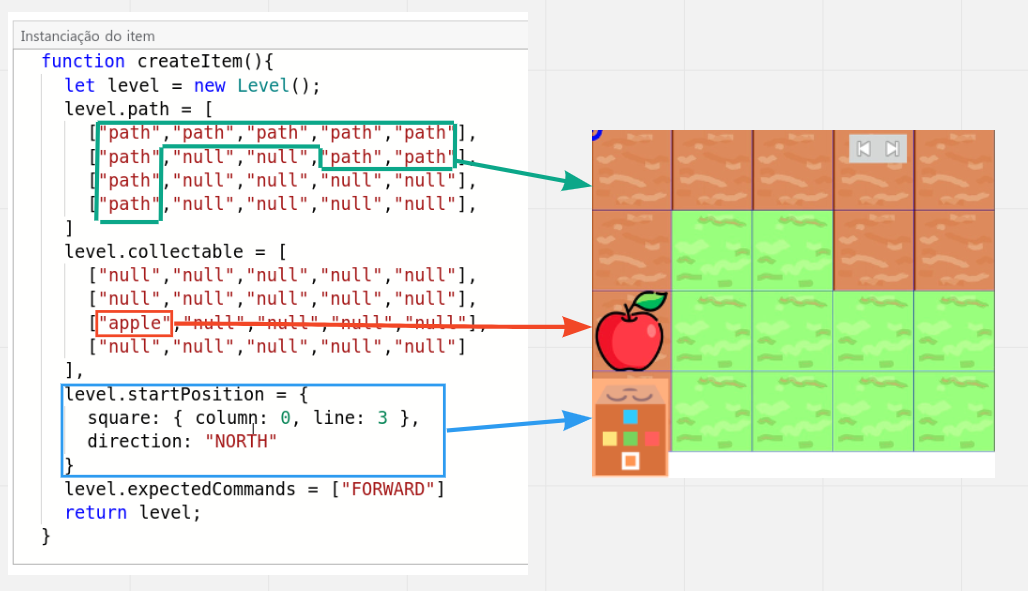 Instanciação do item
function createItem(){
let level = new Level();
level.path = [
["path","path","path","path","path"],
["path","null","null","path","path"],
["path","null","null","null","null"],
["path","null","null","null","null"],
]
level.collectable = [
["null","null","null","null","null"],
["null","null","null","null","null"],
["apple","null","null","null","null"],
["null","null","null","null","null"]
],
level.startPosition = {
square: { column: 0, line: 3 },
direction: "NORTH"
}
level.expectedCommands = ["FORWARD"]
return level;
}